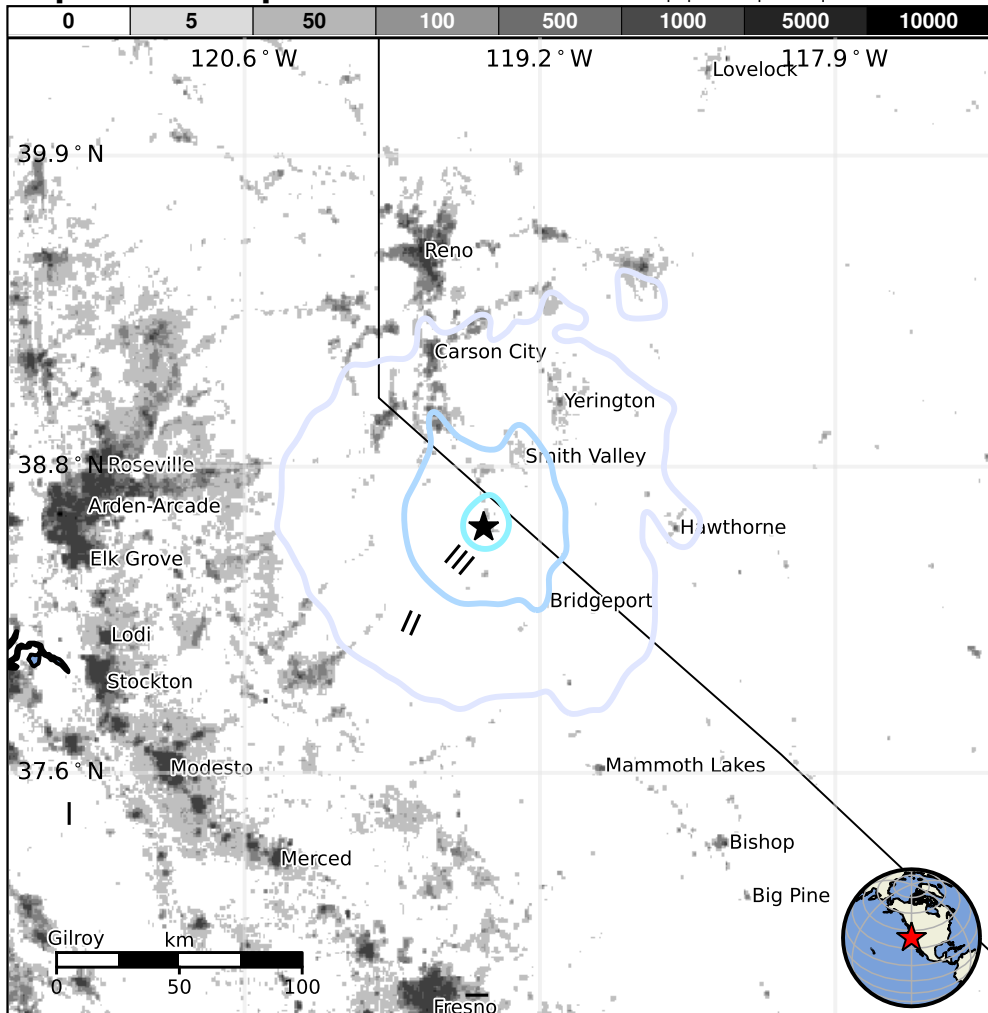 0 5 50 100 500 1000 5000 10000
120.6°W 119.2°W 117.9°W
Lovelock
39.9°N
Reno
Carson City
Yerington
38.8°N Roseville
Smith Valley
Arden-Arcade
Hawthorne
Elk Grove
III
Bridgeport
II
Lodi
Stockton
37.6°N
Modesto
Mammoth Lakes
I
Bishop
Merced
Big Pine
Gilroy
km
0 50 100
Fresno